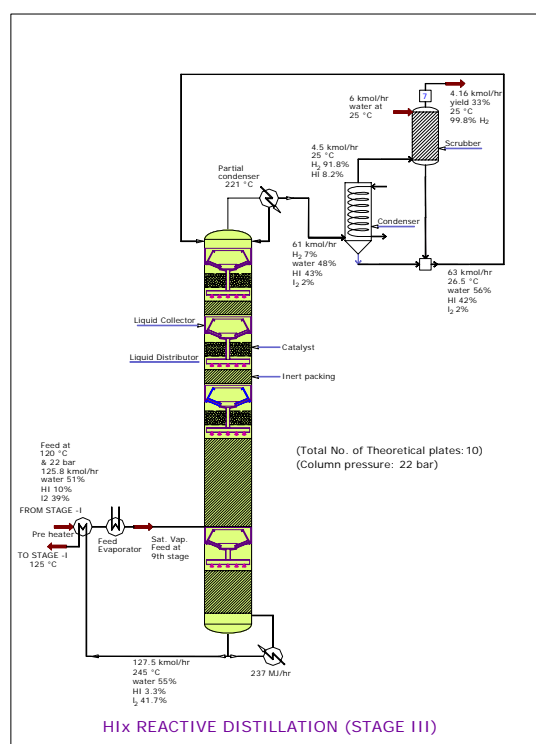 6 kmol/hr
water at
25 °C
7
4.16 kmol/hr
yield 33%
25 °C
99.8% H₂
Scrubber
4.5 kmol/hr
25 °C
H₂ 91.8%
HI 8.2%
Partial
condenser
221 °C
Condenser
61 kmol/hr
H₂ 7%
water 48%
HI 43%
I₂ 2%
63 kmol/hr
26.5 °C
water 56%
HI 42%
I₂ 2%
Liquid Collector
Catalyst
Liquid Distributor
Inert packing
(Total No. of Theoretical plates:10)
(Column pressure: 22 bar)
Feed at
120 °C
& 22 bar
125.8 kmol/hr
water 51%
HI 10%
I2 39%
FROM STAGE -I
Pre heater
TO STAGE -I
125 °C
Feed
Evaporator
Sat. Vap.
Feed at
9th stage
127.5 kmol/hr
245 °C
water 55%
HI 3.3%
I₂ 41.7%
237 MJ/hr
HIx REACTIVE DISTILLATION (STAGE III)